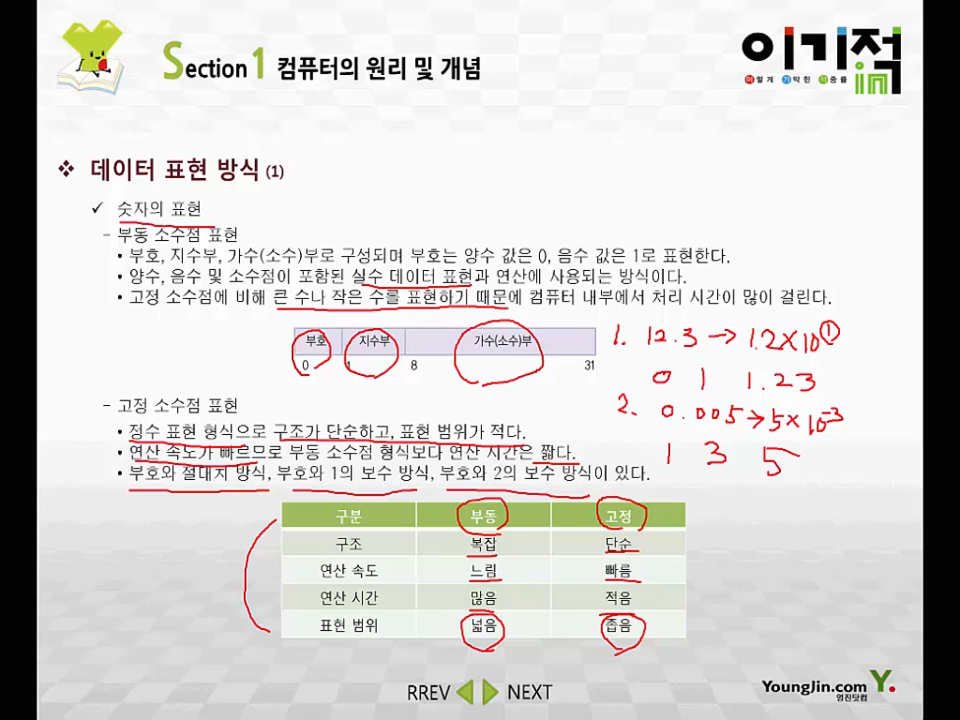 Section 1 컴퓨터의 원리 및 개념
이기적 in
이렇게 기막힌 적중률
❖ 데이터 표현 방식 (1)
✓ 숫자의 표현
- 부동 소수점 표현
• 부호, 지수부, 가수(소수)부로 구성되며 부호는 양수 값은 0, 음수 값은 1로 표현한다.
• 양수, 음수 및 소수점이 포함된 실수 데이터 표현과 연산에 사용되는 방식이다.
• 고정 소수점에 비해 큰 수나 작은 수를 표현하기 때문에 컴퓨터 내부에서 처리 시간이 많이 걸린다.
부호 지수부 가수(소수)부
0 1 8 31
1. 12.3 → 1.2×10①
0 1 1.23
2. 0.005 → 5×10-3
1 3 5
- 고정 소수점 표현
• 정수 표현 형식으로 구조가 단순하고, 표현 범위가 적다.
• 연산 속도가 빠르므로 부동 소수점 형식보다 연산 시간은 짧다.
• 부호와 절대치 방식, 부호와 1의 보수 방식, 부호와 2의 보수 방식이 있다.
구분 부동 고정
구조 복잡 단순
연산 속도 느림 빠름
연산 시간 많음 적음
표현 범위 넓음 좁음
RREV NEXT
YoungJin.com Y.
영진닷컴